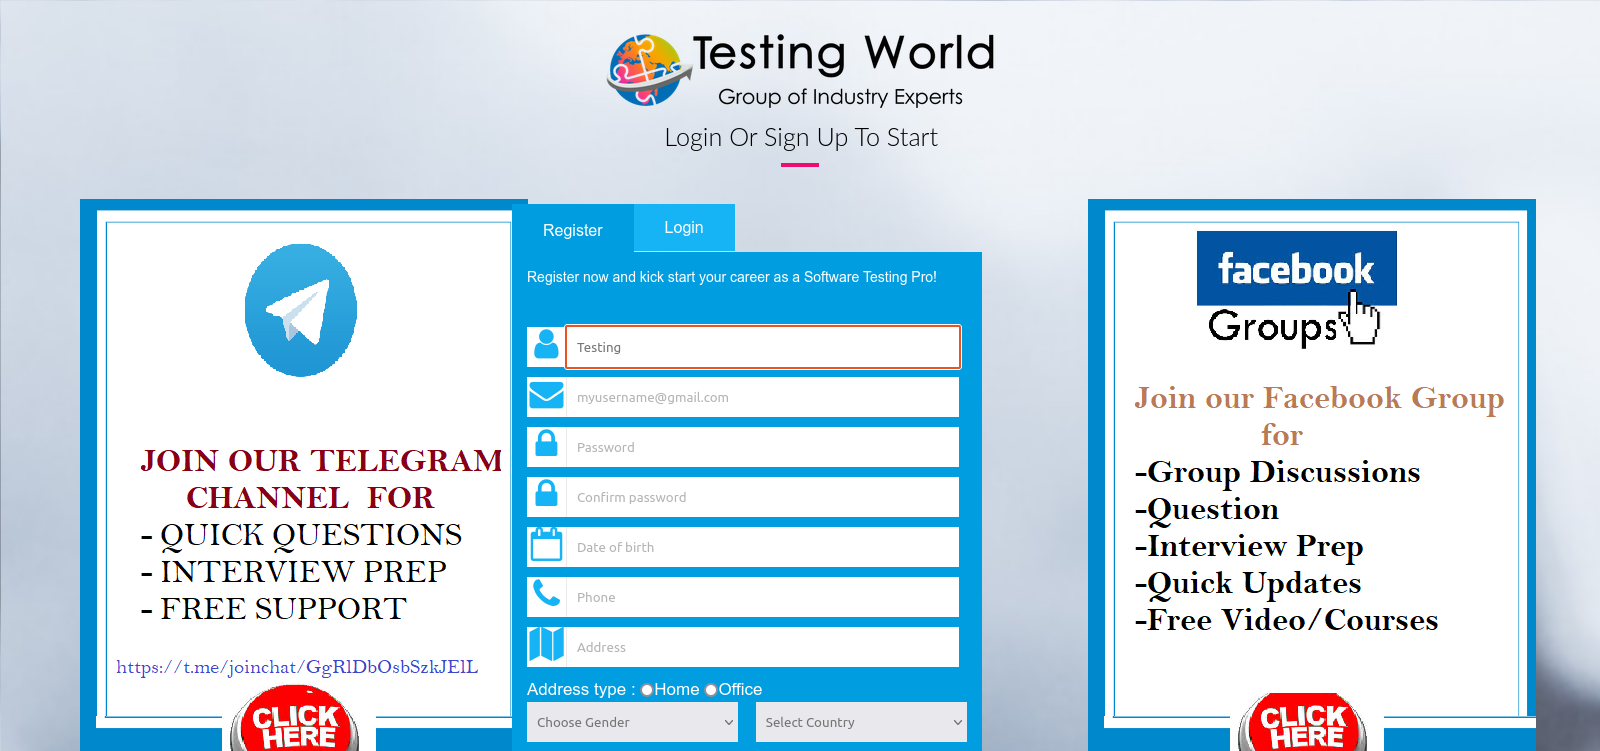 Testing World
Group of Industry Experts
Login Or Sign Up To Start
JOIN OUR TELEGRAM
CHANNEL FOR
- QUICK QUESTIONS
- INTERVIEW PREP
- FREE SUPPORT
https://t.me/joinchat/GgRlDbOsbSzkJElL
CLICK
HERE
Register
Login
Register now and kick start your career as a Software Testing Pro!
Testing
myusername@gmail.com
Password
Confirm password
Date of birth
Phone
Address
Address type : Home Office
Choose Gender
Select Country
facebook
Groups
Join our Facebook Group
for
-Group Discussions
-Question
-Interview Prep
-Quick Updates
-Free Video/Courses
CLICK
HERE